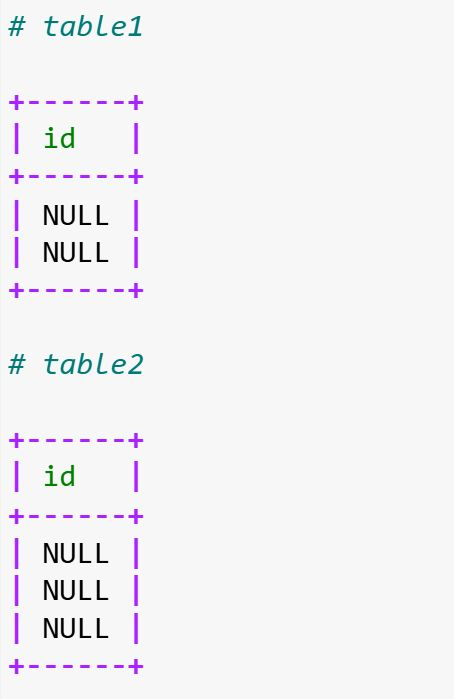 # table1
+------+
| id   |
+------+
| NULL |
| NULL |
+------+
# table2
+------+
| id   |
+------+
| NULL |
| NULL |
| NULL |
+------+